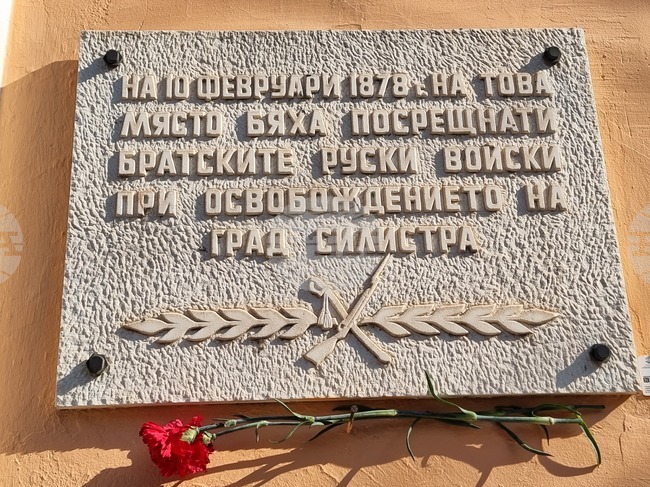 НА 10 ФЕВРУАРИ 1878 г. НА ТОВА
МЯСТО БЯХА ПОСРЕЩНАТИ
БРАТСКИТЕ РУСКИ ВОЙСКИ
ПРИ ОСВОБОЖДЕНИЕТО НА
ГРАД СИЛИСТРА